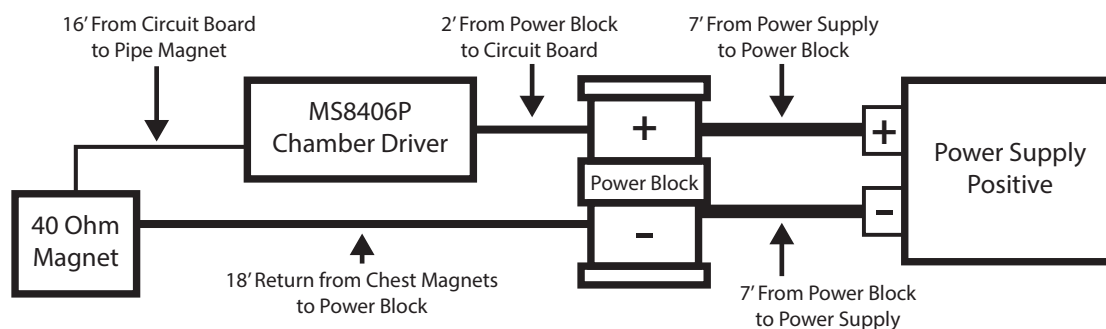 16’ From Circuit Board
to Pipe Magnet
2’ From Power Block
to Circuit Board
7’ From Power Supply
to Power Block
MS8406P
Chamber Driver
+
Power Block
–
+
–
Power Supply
Positive
40 Ohm
Magnet
18’ Return from Chest Magnets
to Power Block
7’ From Power Block
to Power Supply